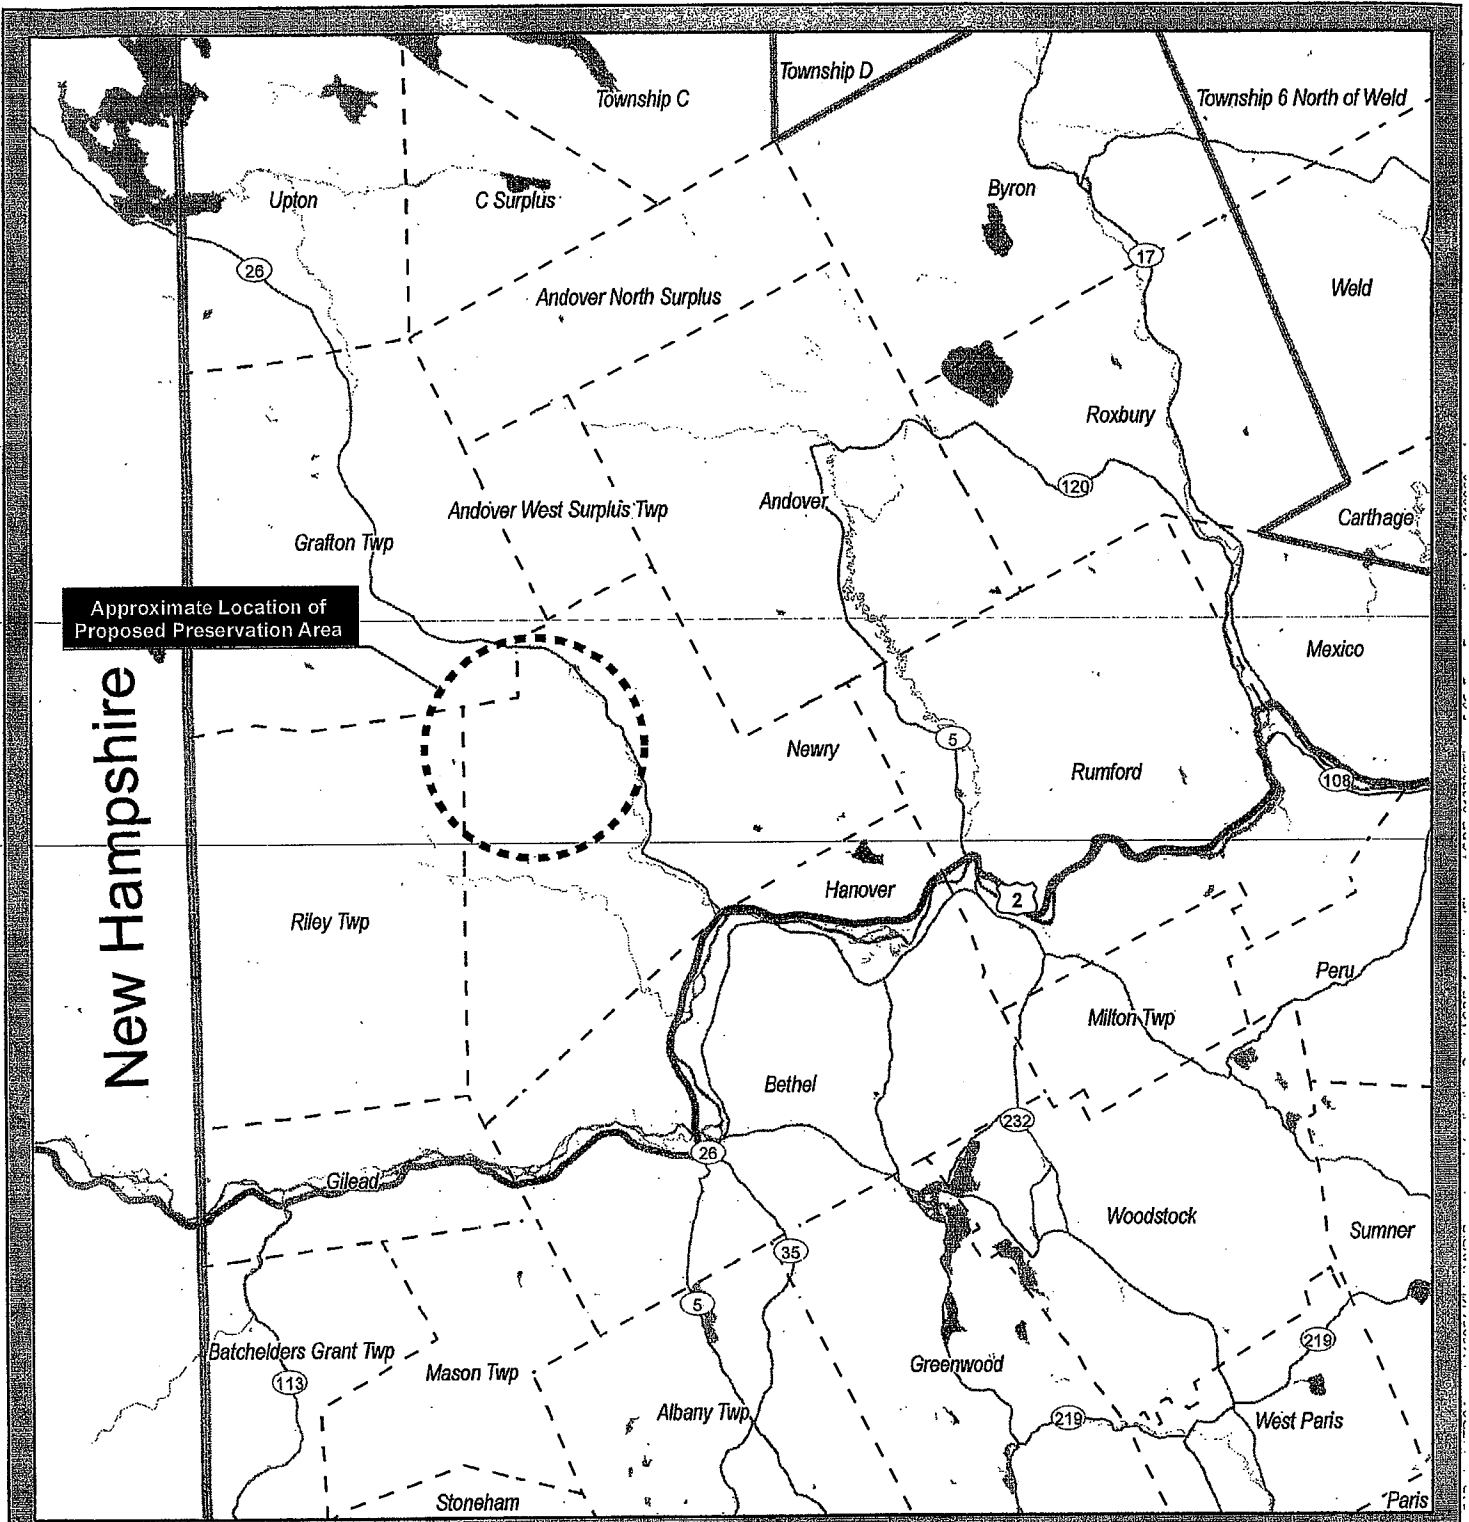 Township D
Township C
Township 6 North of Weld
Upton
C Surplus
Byron
26
17
Andover North Surplus
Weld
Roxbury
120
Andover West Surplus Twp
Andover
Carthage
Grafton Twp
Approximate Location of
Proposed Preservation Area
Mexico
New Hampshire
5
Newry
Rumford
108
Hanover
2
Riley Twp
Peru
Milton Twp
Bethel
232
26
Gilead
Woodstock
Sumner
35
5
219
Batchelders Grant Twp
113
Mason Twp
Greenwood
Albany Twp
219
West Paris
Stoneham
Paris